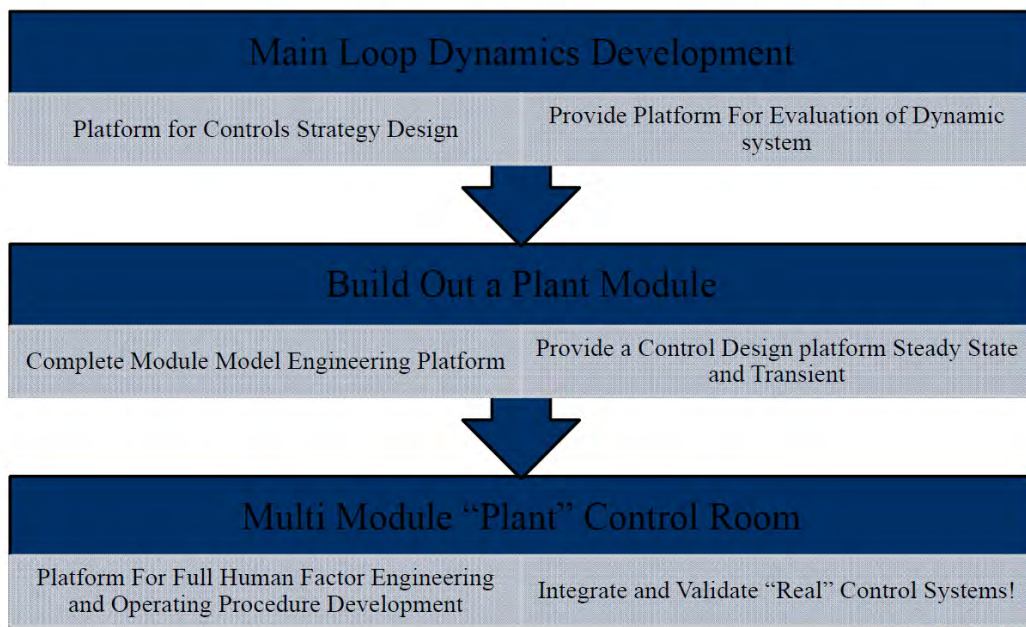 Main Loop Dynamics Development
Platform for Controls Strategy Design
Provide Platform For Evaluation of Dynamic
system
Build Out a Plant Module
Complete Module Model Engineering Platform
Provide a Control Design platform Steady State
and Transient
Multi Module “Plant” Control Room
Platform For Full Human Factor Engineering
and Operating Procedure Development
Integrate and Validate “Real” Control Systems!